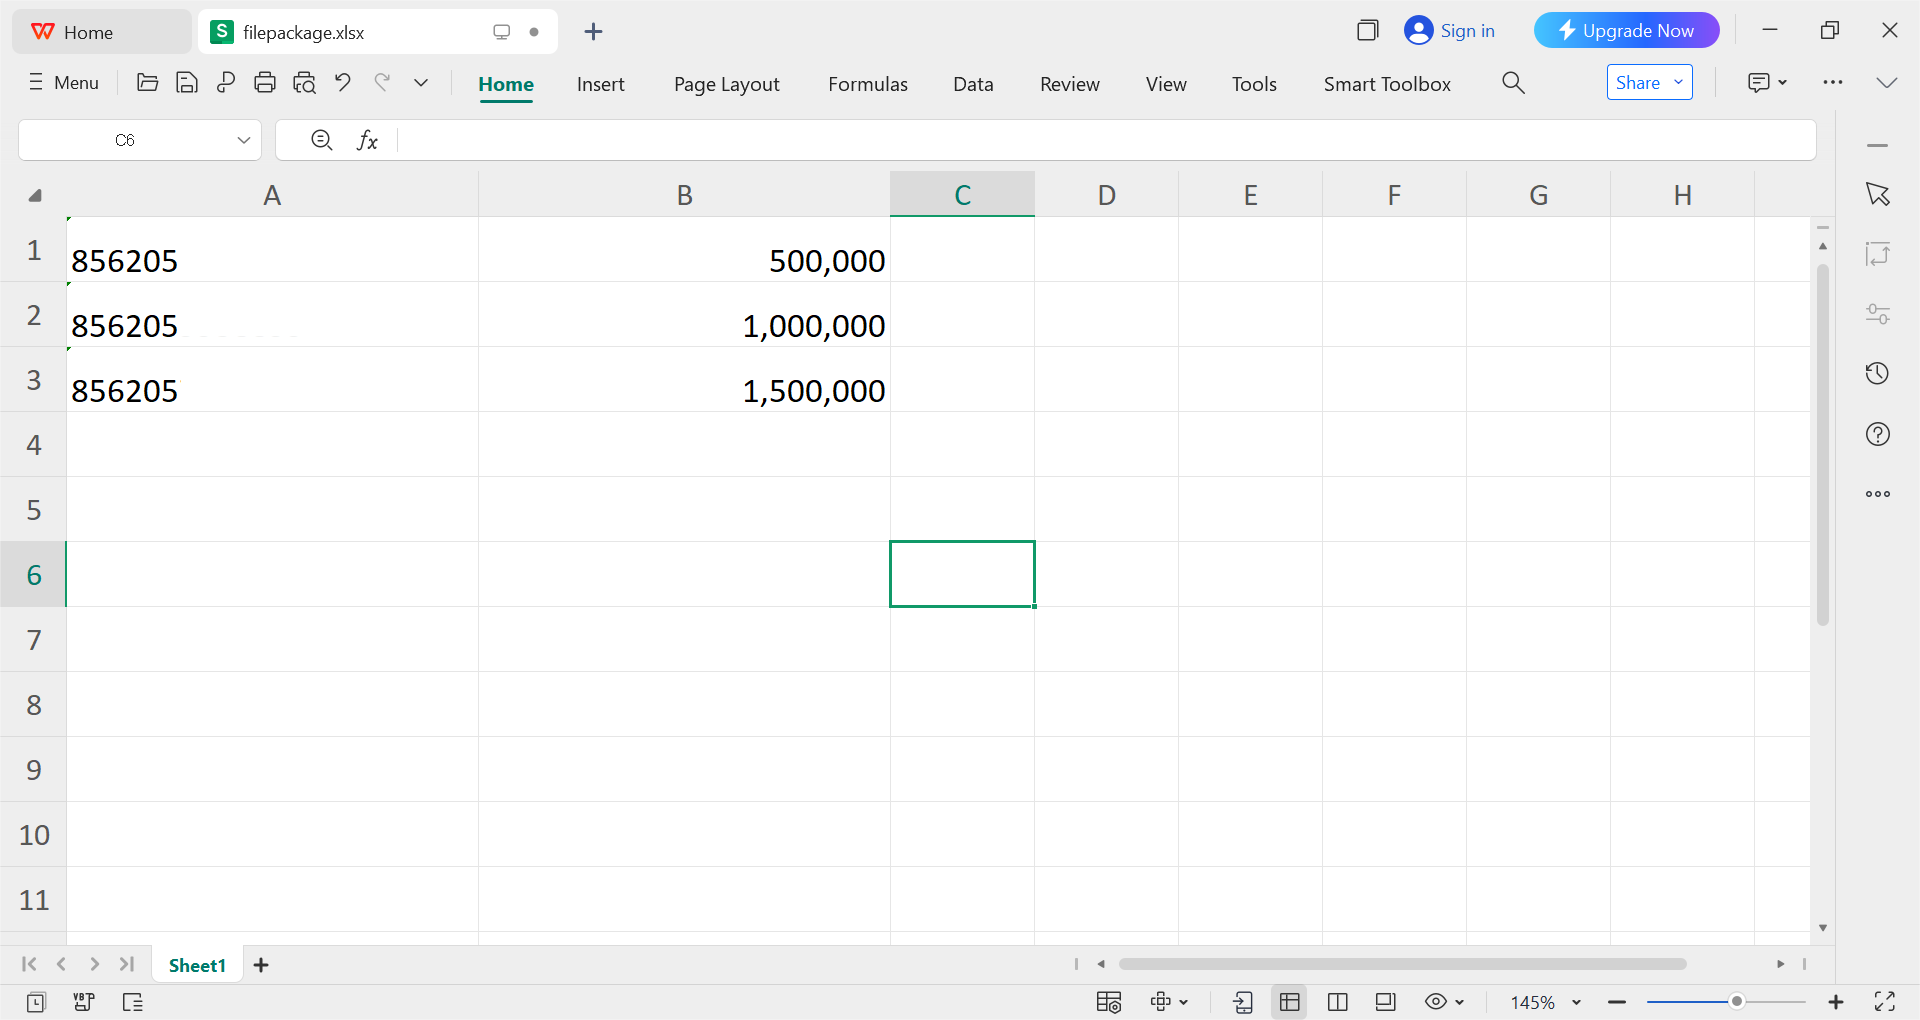 Home
filepackage.xlsx
Sign in
Upgrade Now
Menu
Home
Insert
Page Layout
Formulas
Data
Review
View
Tools
Smart Toolbox
Share
C6
fx
A B C D E F G H
1 856205 500,000
2 856205 1,000,000
3 856205 1,500,000
4
5
6
7
8
9
10
11
Sheet1
145%